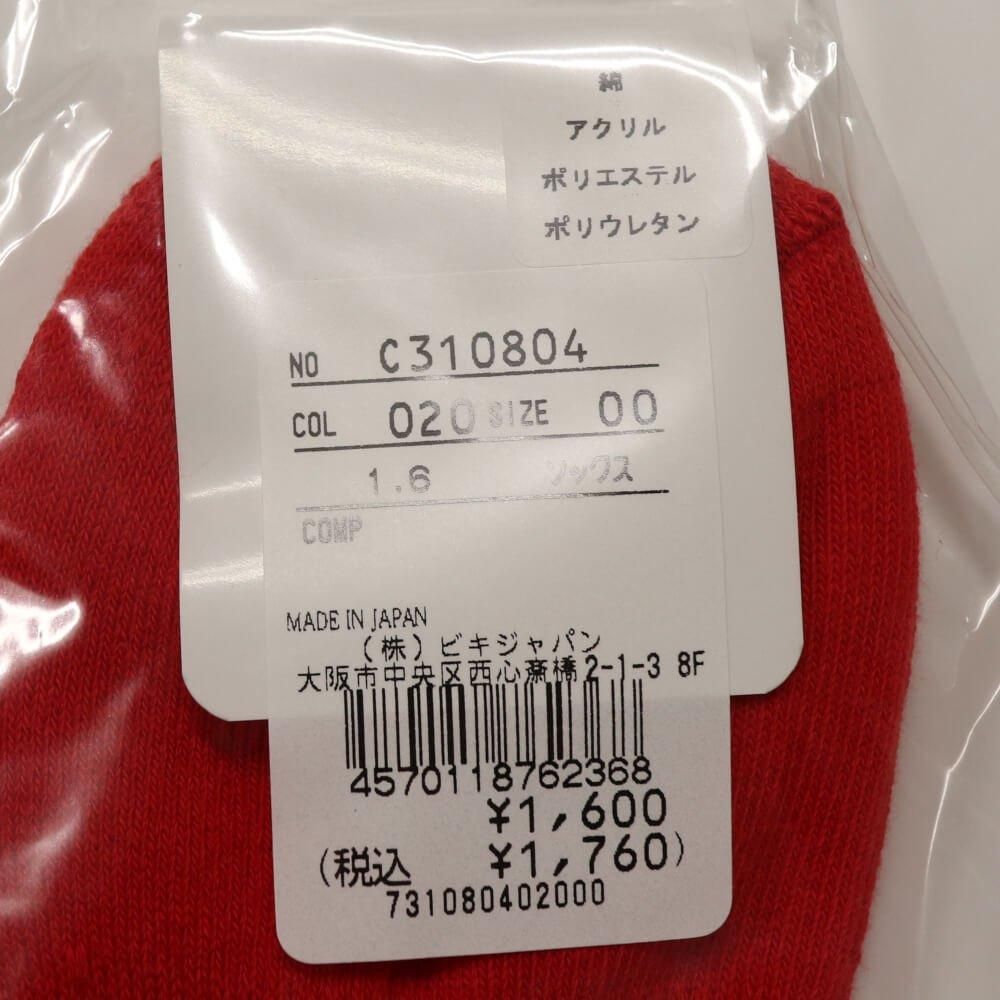 綿
アクリル
ポリエステル
ポリウレタン
NO C310804
COL 020 SIZE 00
1.6 ソックス
COMP
MADE IN JAPAN
(株)ビキジャパン
大阪市中央区西心斎橋2-1-3 8F
4570118762368
¥1,600
(税込 ¥1,760)
731080402000